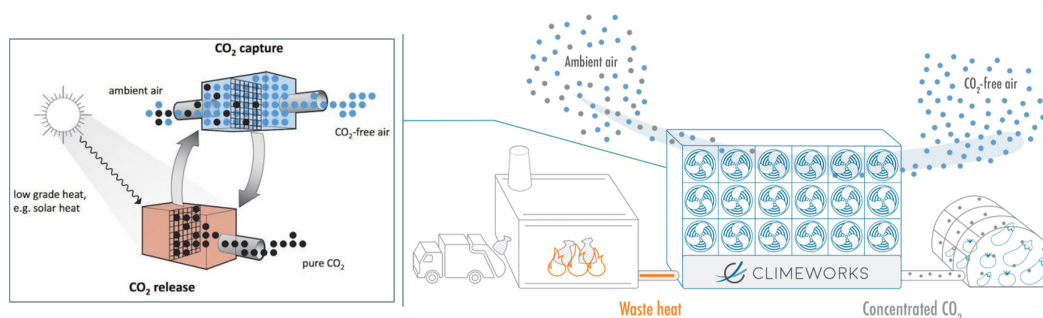 CO₂ capture
ambient air
CO₂-free air
low grade heat,
e.g. solar heat
pure CO₂
CO₂ release
Ambient air
CO₂-free air
CLIMEWORKS
Waste heat
Concentrated CO₂